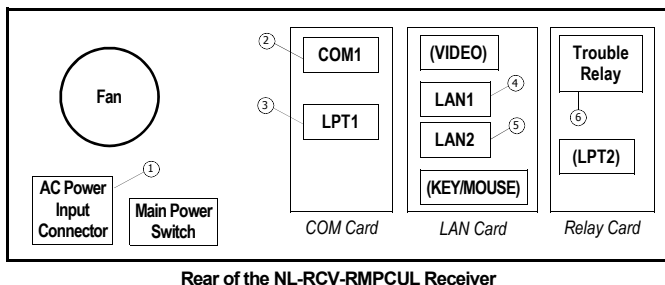 Fan
1
AC Power
Input
Connector
Main Power
Switch
2
COM1
3
LPT1
COM Card
(VIDEO)
4
LAN1
5
LAN2
(KEY/MOUSE)
LAN Card
Trouble
Relay
6
(LPT2)
Relay Card
Rear of the NL-RCV-RMPCUL Receiver